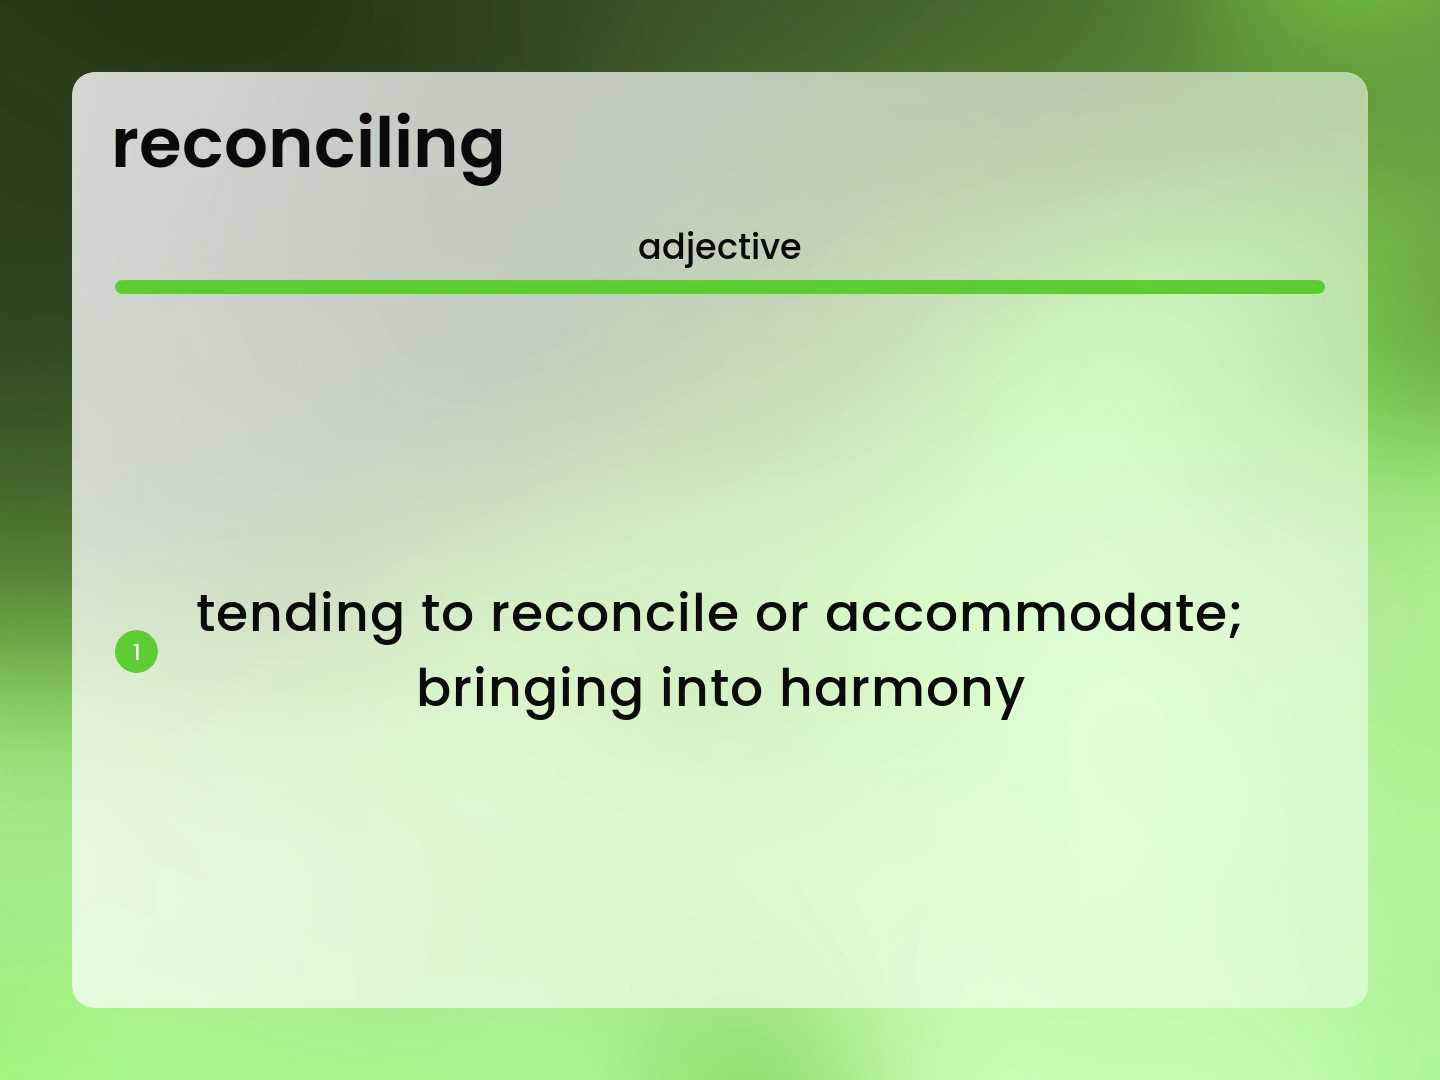 reconciling
adjective
1
tending to reconcile or accommodate;
bringing into harmony